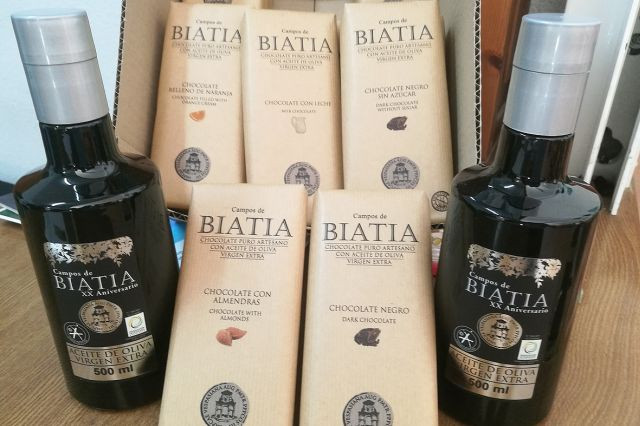 Campos de
BIATIA
CHOCOLATE PURO ARTESANO
CON ACEITE DE OLIVA
VIRGEN EXTRA
CHOCOLATE
RELLENO DE NARANJA
CHOCOLATE FILLED WITH
ORANGE CREAM
Campos de
BIATIA
CHOCOLATE PURO ARTESANO
CON ACEITE DE OLIVA
VIRGEN EXTRA
CHOCOLATE CON LECHE
MILK CHOCOLATE
Campos de
BIATIA
CHOCOLATE PURO ARTESANO
CON ACEITE DE OLIVA
VIRGEN EXTRA
CHOCOLATE NEGRO
SIN AZÚCAR
DARK CHOCOLATE
WITHOUT SUGAR
Campos de
BIATIA
XX Aniversario
ACEITE DE OLIVA
VIRGEN EXTRA
500 ml
Campos de
BIATIA
CHOCOLATE PURO ARTESANO
CON ACEITE DE OLIVA
VIRGEN EXTRA
CHOCOLATE CON
ALMENDRAS
CHOCOLATE WITH
ALMONDS
Campos de
BIATIA
CHOCOLATE PURO ARTESANO
CON ACEITE DE OLIVA
VIRGEN EXTRA
CHOCOLATE NEGRO
DARK CHOCOLATE
Campos de
BIATIA
XX Aniversario
ACEITE DE OLIVA
VIRGEN EXTRA
500 ml